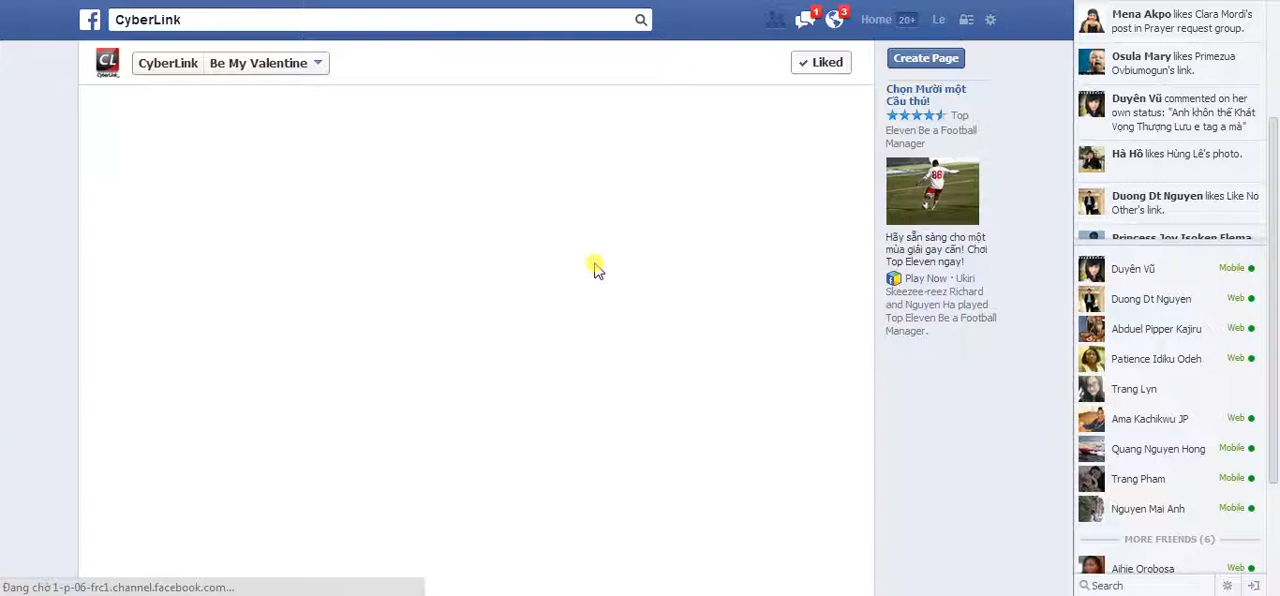 CyberLink
1
3
Home 20+ Le
CL
CyberLink
CyberLink Be My Valentine
Liked
Create Page
Chọn Mười một
Cầu thủ!
Top
Eleven Be a Football
Manager
88
Hãy sẵn sàng cho một
mùa giải gay cấn! Chơi
Top Eleven ngay!
Play Now · Ukiri
Skeezee-reez Richard
and Nguyen Ha played
Top Eleven Be a Football
Manager.
Mena Akpo likes Clara Mordi's
post in Prayer request group.
Osula Mary likes Primezua
Ovbiumogun's link.
Duyên Vũ commented on her
own status: "Anh khôn thế Khát
Vọng Thượng Lưu e tag a mà"
Hà Hồ likes Hùng Lê's photo.
Duong Dt Nguyen likes Like No
Other's link.
Princess Joy Isoken Elema
Duyên Vũ Mobile
Duong Dt Nguyen Web
Abduel Pipper Kajiru Web
Patience Idiku Odeh Web
Trang Lyn
Ama Kachikwu JP Web
Quang Nguyen Hong Mobile
Trang Pham Mobile
Nguyen Mai Anh Mobile
MORE FRIENDS (6)
Aihie Orobosa Mobile
Search
Đang chờ 1-p-06-frc1.channel.facebook.com...